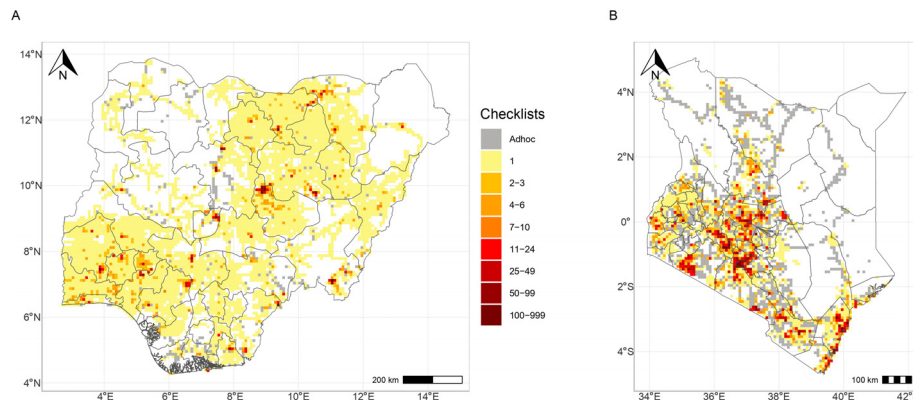 A
B
N
N
14°N
12°N
10°N
8°N
6°N
4°N
4°E
6°E
8°E
10°E
12°E
14°E
200 km
Checklists
Adhoc
1
2−3
4−6
7−10
11−24
25−49
50−99
100−999
4°N
2°N
0°
2°S
4°S
34°E
36°E
38°E
40°E
42°E
100 km